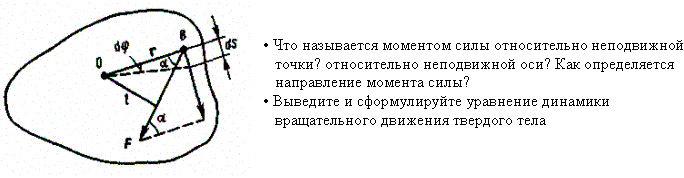 dφ
r
B
dS
O
α
l
F
α
• Что называется моментом силы относительно неподвижной
точки? относительно неподвижной оси? Как определяется
направление момента силы?
• Выведите и сформулируйте уравнение динамики
вращательного движения твердого тела